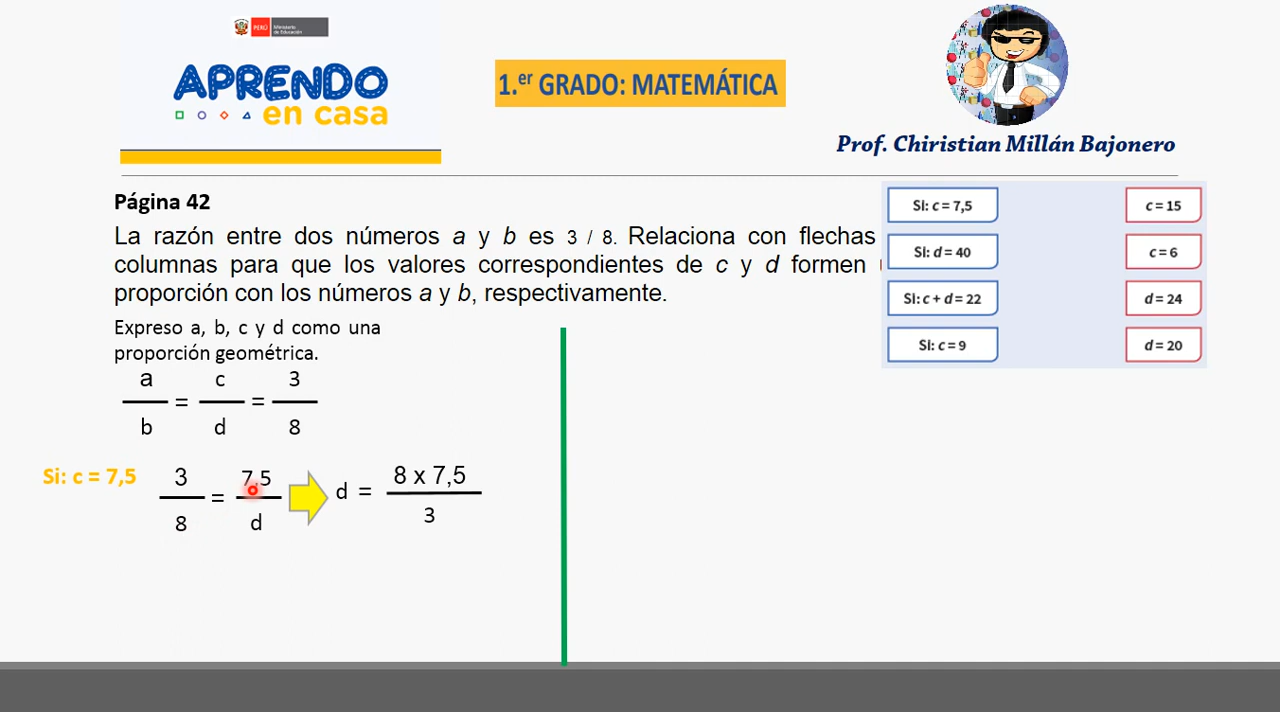 PERÚ Ministerio de Educación
APRENDO
en casa
1.er GRADO: MATEMÁTICA
Prof. Chiristian Millán Bajonero
Página 42
La razón entre dos números a y b es 3 / 8. Relaciona con flechas
columnas para que los valores correspondientes de c y d formen
proporción con los números a y b, respectivamente.
Si: c = 7,5 c = 15
Si: d = 40 c = 6
Si: c + d = 22 d = 24
Si: c = 9 d = 20
Expreso a, b, c y d como una
proporción geométrica.
a c 3
= =
b d 8
Si: c = 7,5 3 7,5 8 x 7,5
= d =
8 d 3